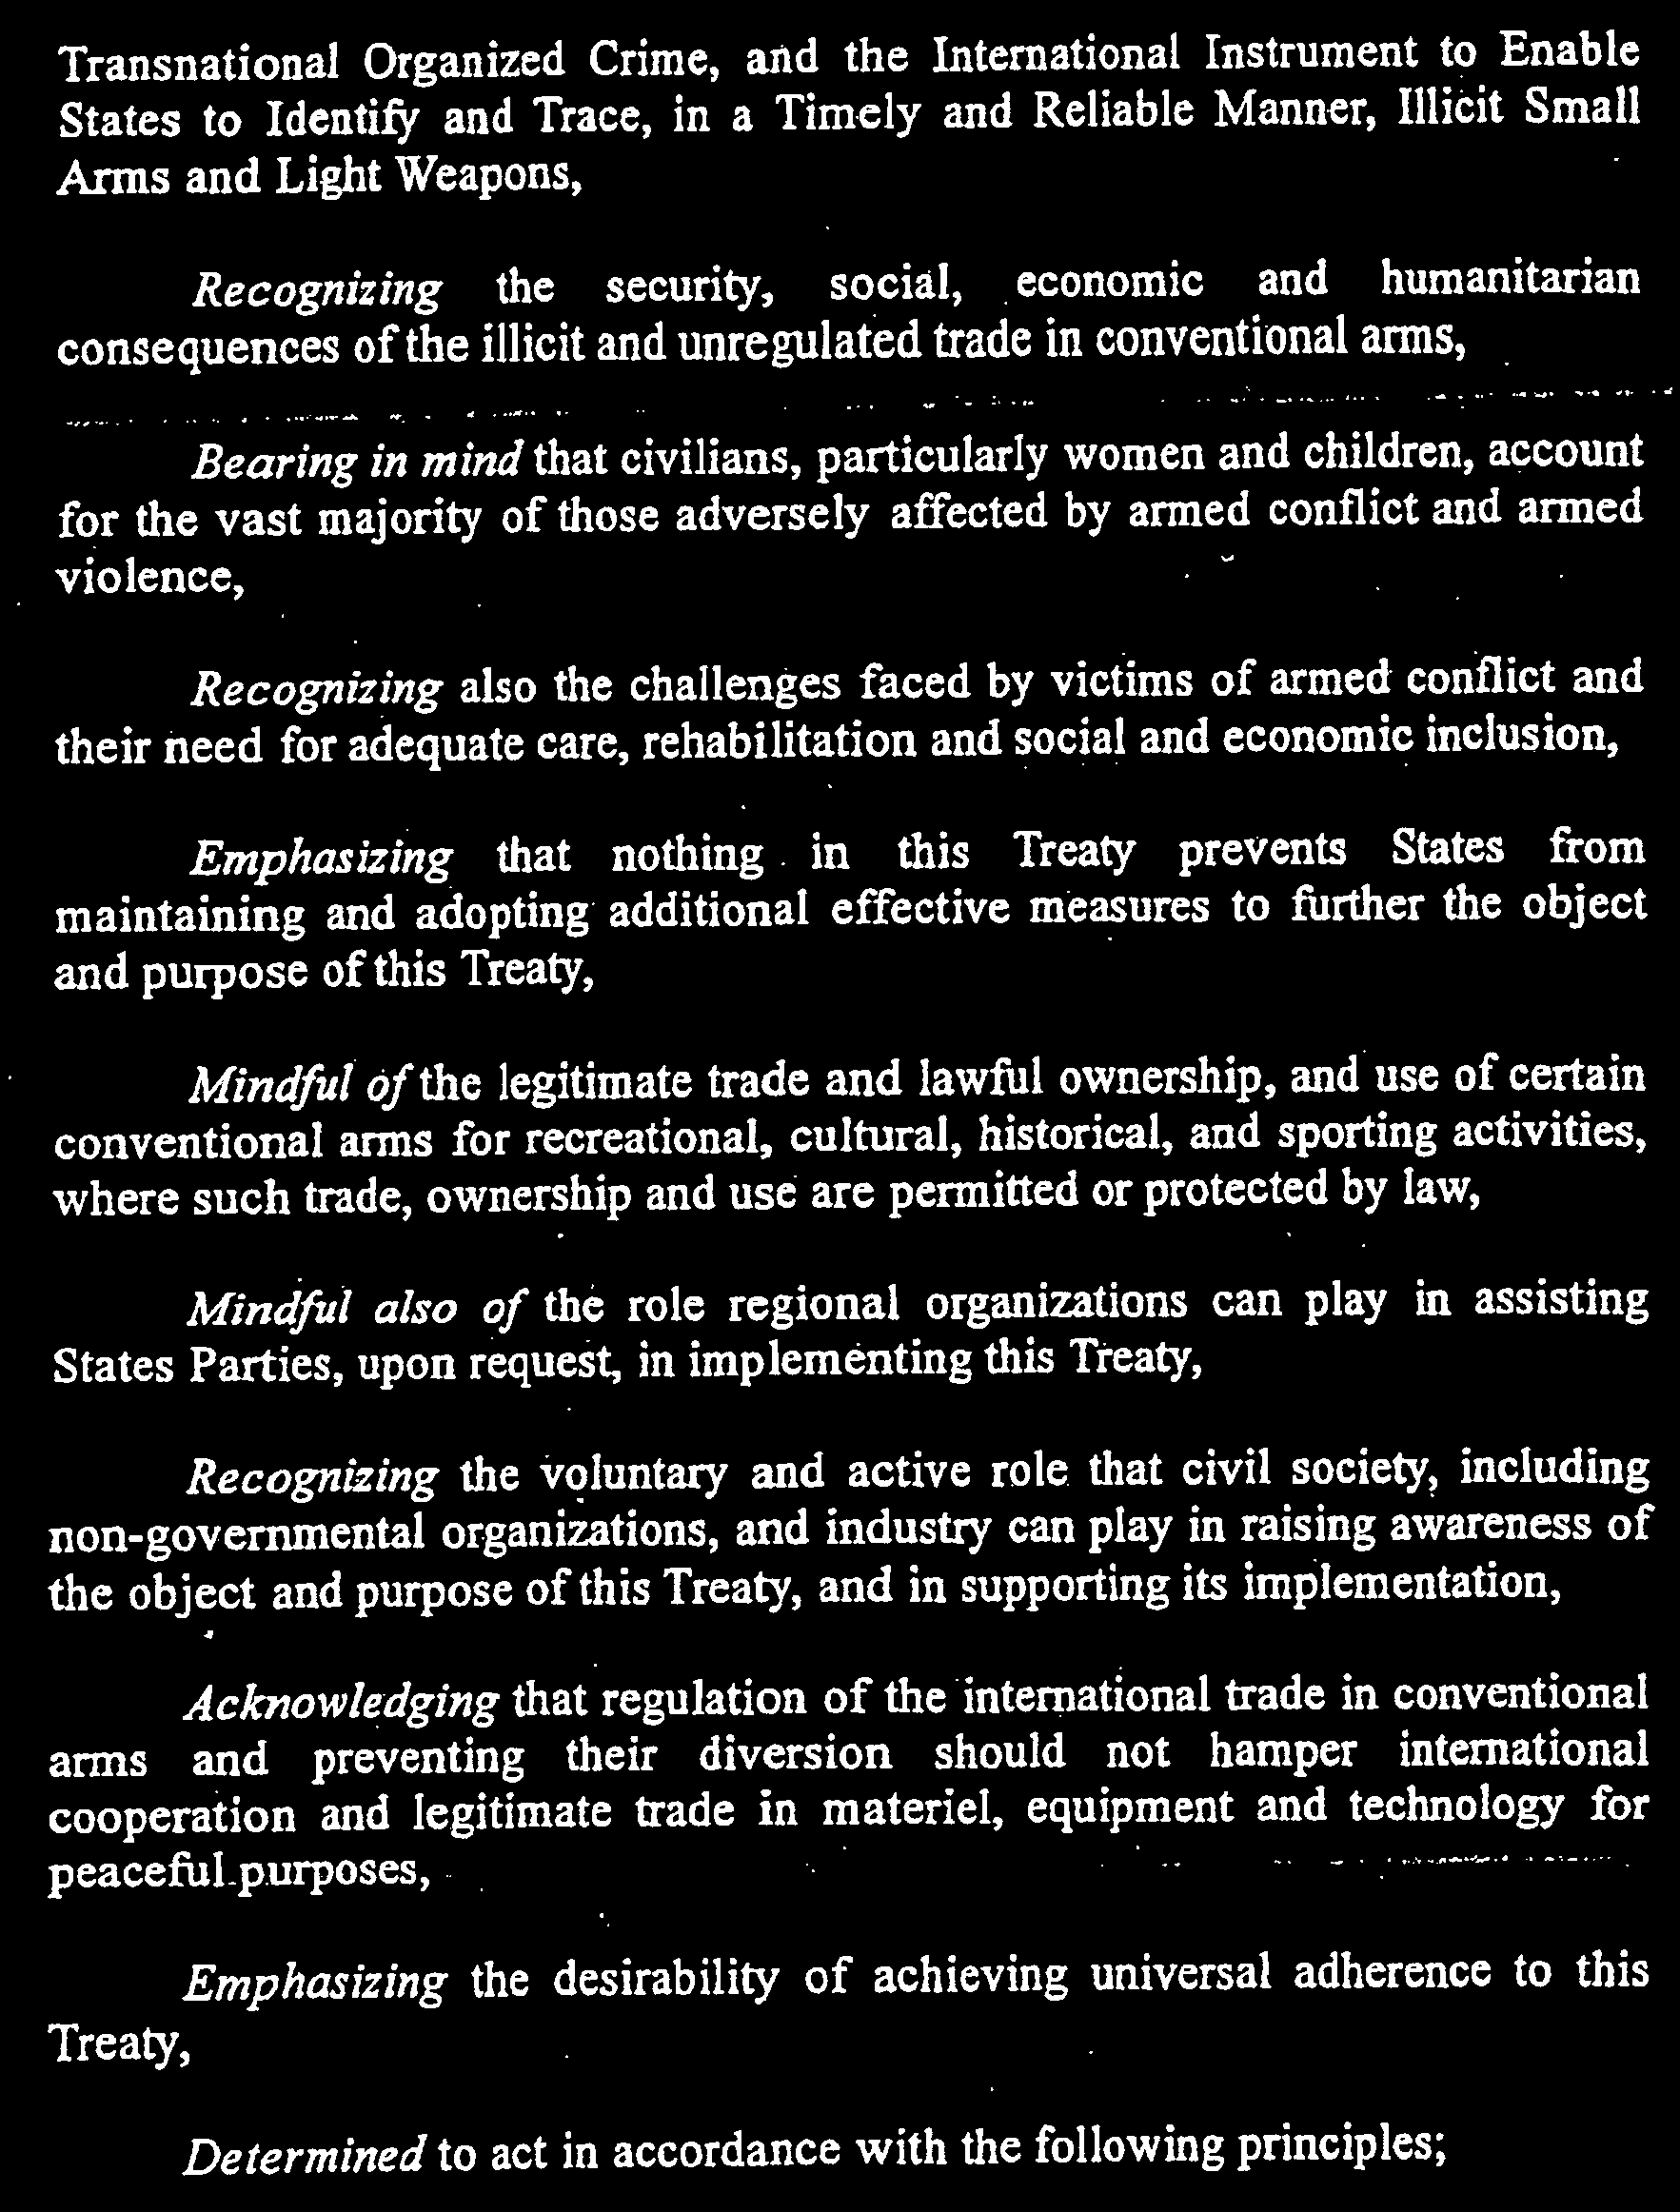 Transnational Organized Crime, and the International Instrument to Enable
States to Identify and Trace, in a Timely and Reliable Manner, Illicit Small
Arms and Light Weapons,
Recognizing the security, social, economic and humanitarian
consequences of the illicit and unregulated trade in conventional arms,
Bearing in mind that civilians, particularly women and children, account
for the vast majority of those adversely affected by armed conflict and armed
violence,
Recognizing also the challenges faced by victims of armed conflict and
their need for adequate care, rehabilitation and social and economic inclusion,
Emphasizing that nothing in this Treaty prevents States from
maintaining and adopting additional effective measures to further the object
and purpose of this Treaty,
Mindful of the legitimate trade and lawful ownership, and use of certain
conventional arms for recreational, cultural, historical, and sporting activities,
where such trade, ownership and use are permitted or protected by law,
Mindful also of the role regional organizations can play in assisting
States Parties, upon request, in implementing this Treaty,
Recognizing the voluntary and active role that civil society, including
non-governmental organizations, and industry can play in raising awareness of
the object and purpose of this Treaty, and in supporting its implementation,
Acknowledging that regulation of the international trade in conventional
arms and preventing their diversion should not hamper international
cooperation and legitimate trade in materiel, equipment and technology for
peaceful purposes,
Emphasizing the desirability of achieving universal adherence to this
Treaty,
Determined to act in accordance with the following principles;